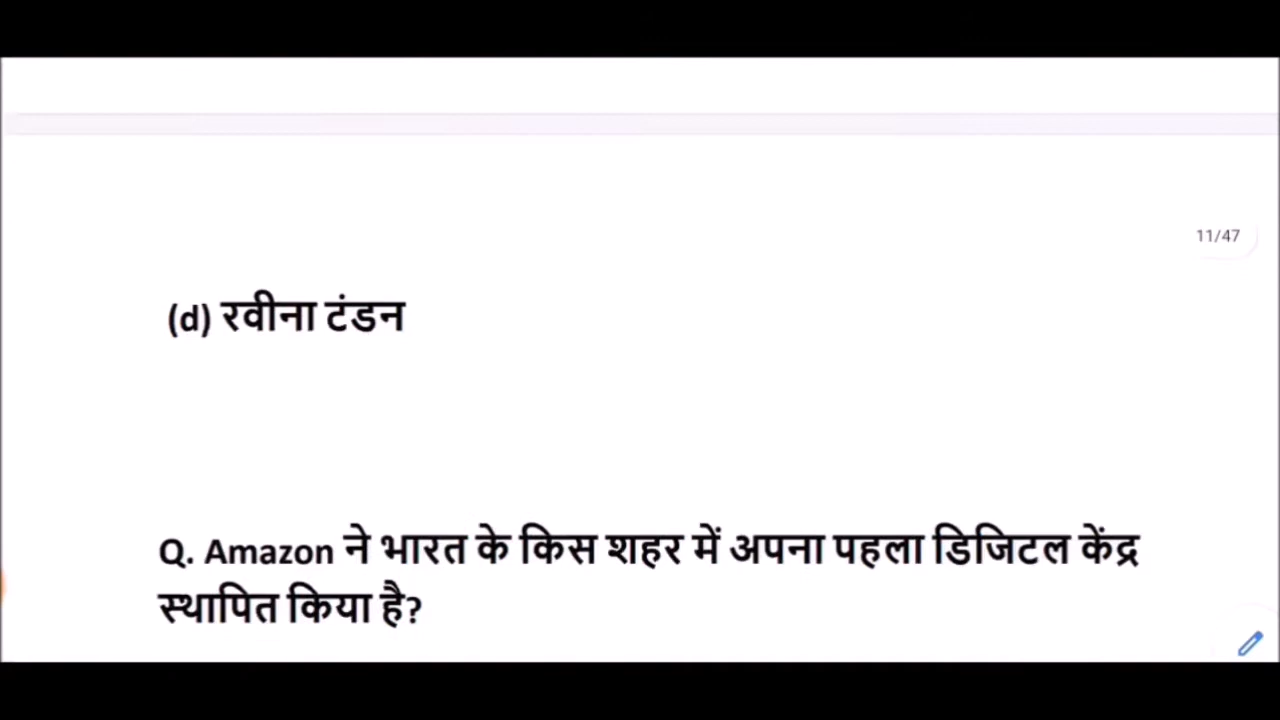 11/47
(d) रवीना टंडन
Q. Amazon ने भारत के किस शहर में अपना पहला डिजिटल केंद्र
स्थापित किया है?